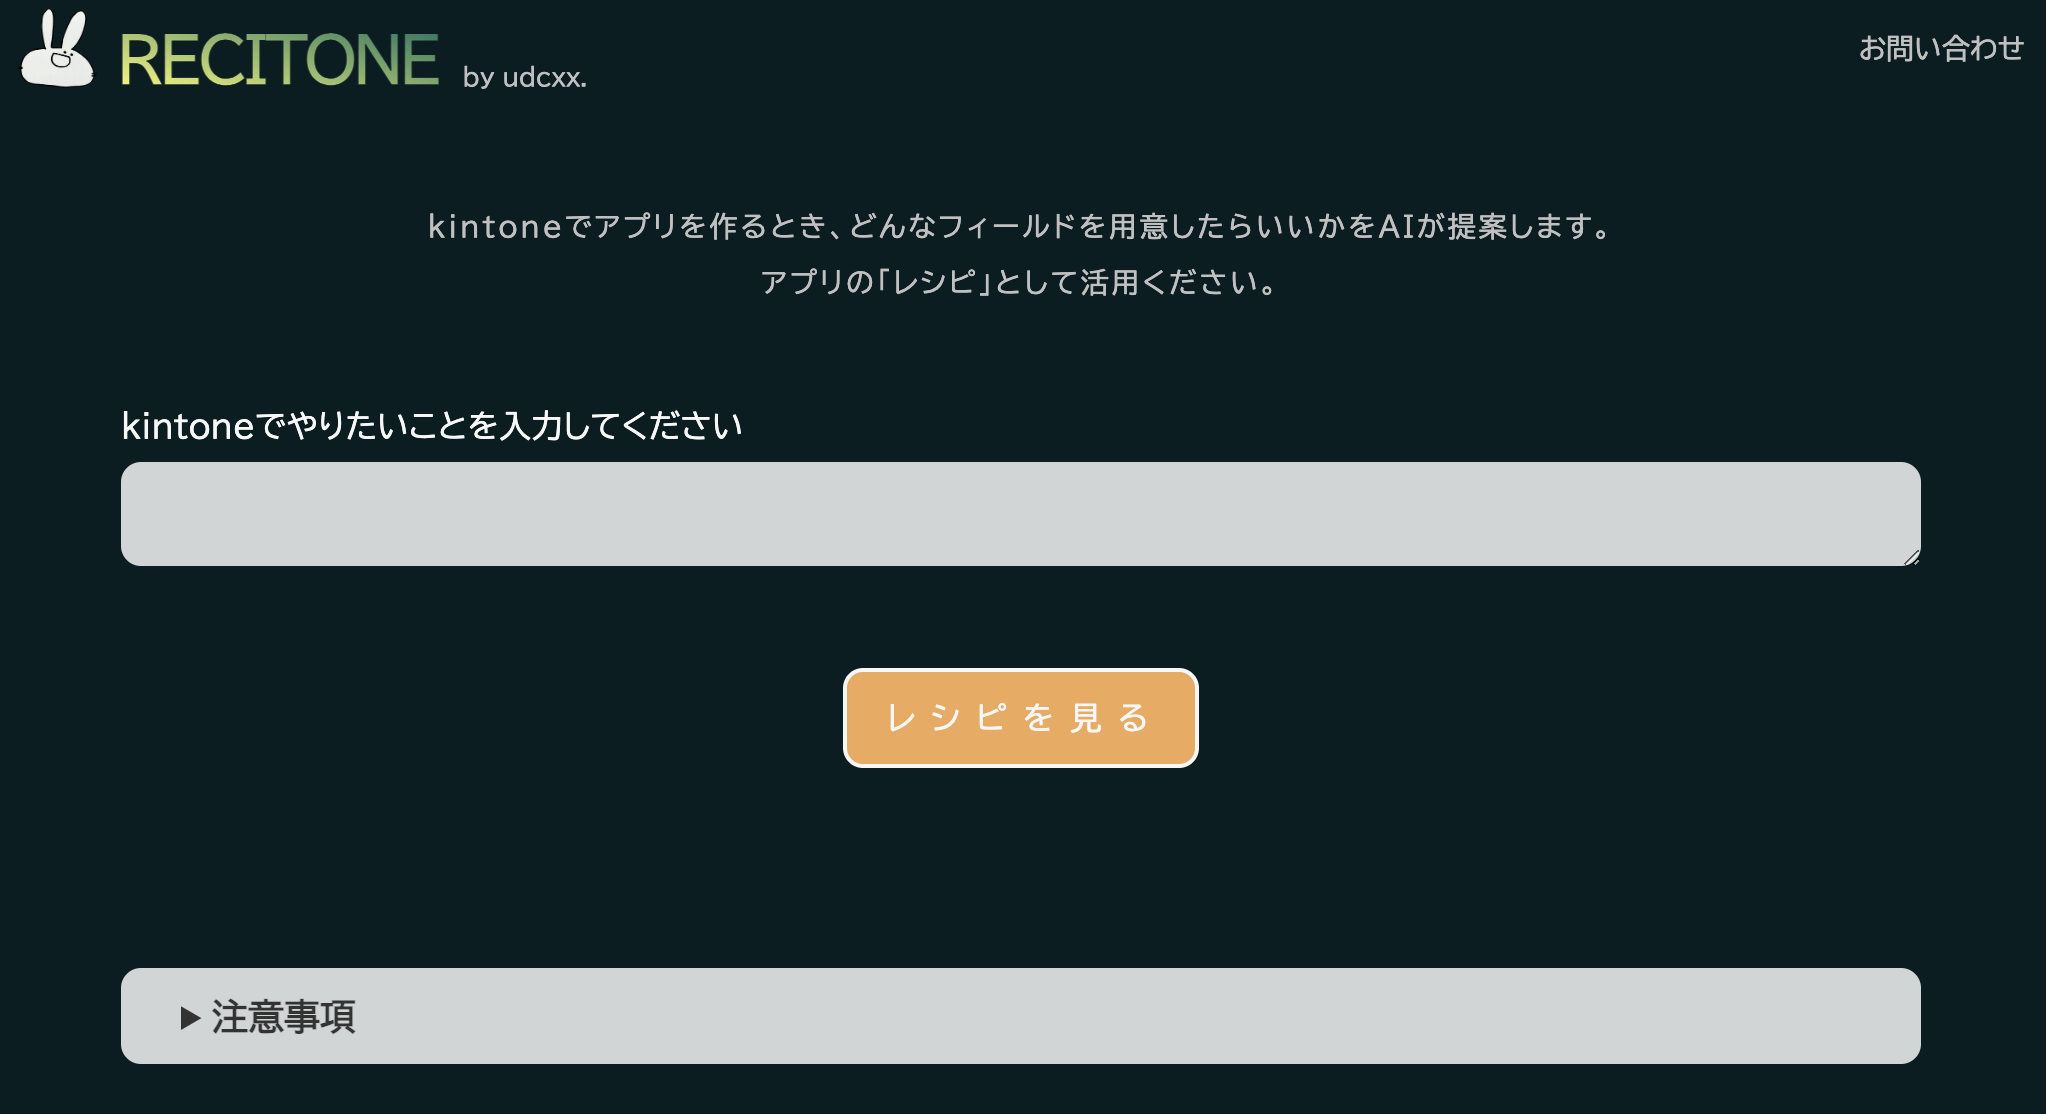 RECITONE by udcxx.
お問い合わせ
kintoneでアプリを作るとき、どんなフィールドを用意したらいいかをAIが提案します。
アプリの「レシピ」として活用ください。
kintoneでやりたいことを入力してください
レシピを見る
▶ 注意事項